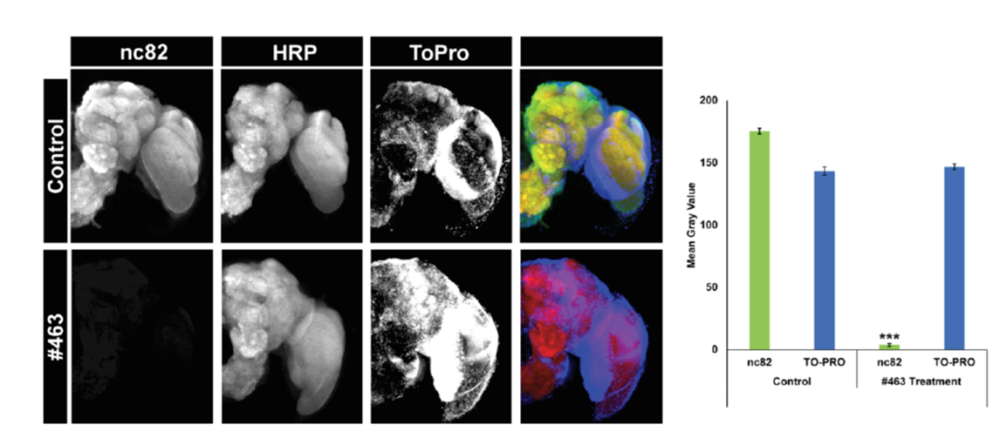 nc82 HRP ToPro
Control
#463
200
150
100
50
0
Mean Gray Value
***
nc82 TO-PRO nc82 TO-PRO
Control #463 Treatment